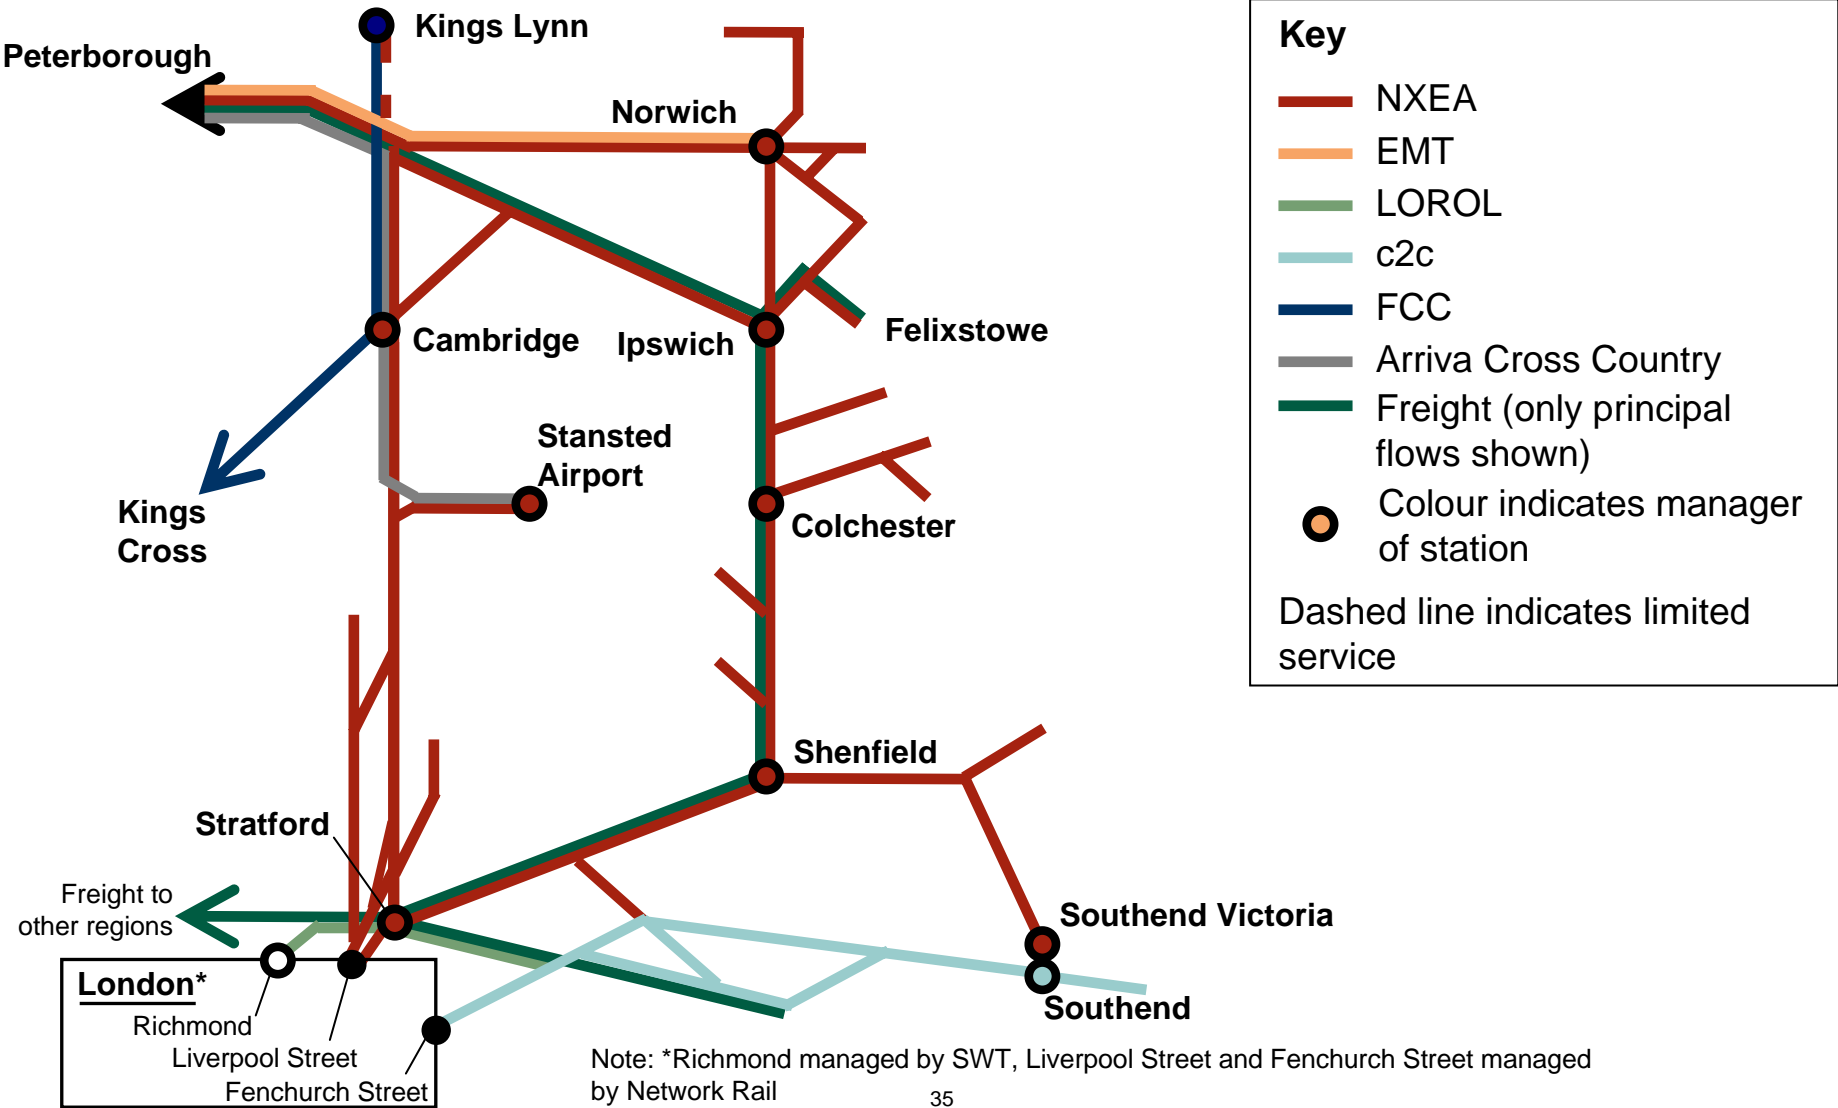 Kings Lynn
Peterborough
Norwich
Cambridge
Ipswich
Felixstowe
Stansted
Airport
Kings
Cross
Colchester
Shenfield
Stratford
Freight to
other regions
Southend Victoria
Southend
London*
Richmond
Liverpool Street
Fenchurch Street
Key
NXEA
EMT
LOROL
c2c
FCC
Arriva Cross Country
Freight (only principal
flows shown)
Colour indicates manager
of station
Dashed line indicates limited
service
Note: *Richmond managed by SWT, Liverpool Street and Fenchurch Street managed
by Network Rail
35